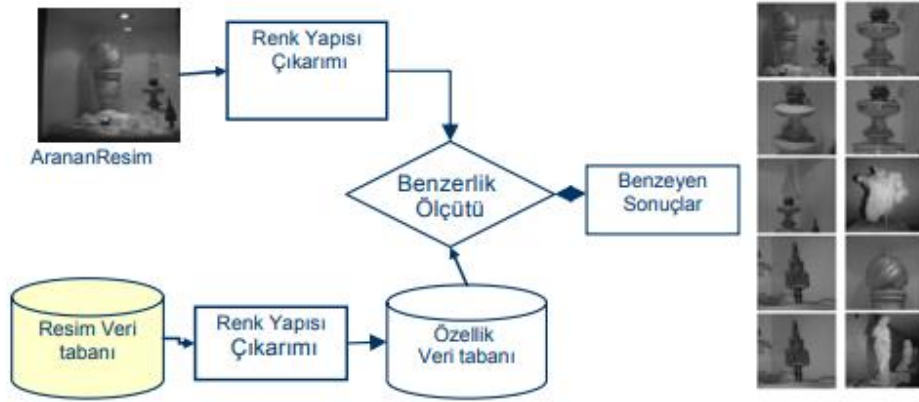 Renk Yapısı
Çıkarımı
ArananResim
Benzerlik
Ölçütü
Benzeyen
Sonuçlar
Resim Veri
tabanı
Renk Yapısı
Çıkarımı
Özellik
Veri tabanı